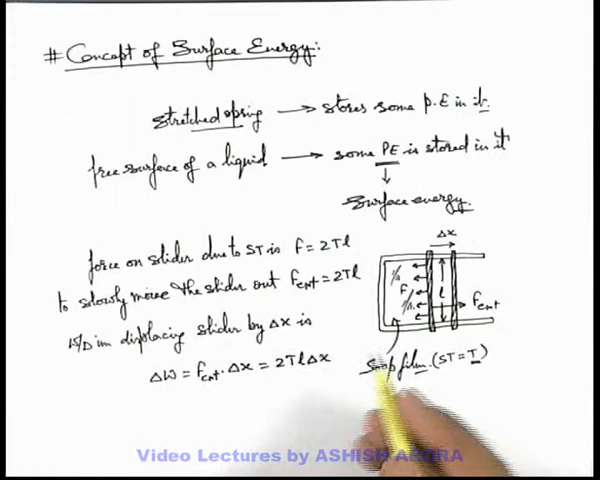 # Concept of Surface Energy:
stretched spring → stores some P.E in it.
free surface of a liquid → some PE is stored in it
↓
Surface energy.
force on slider due to ST is F = 2Tl
to slowly move the slider out Fext = 2Tl
W/D in displacing slider by Δx is
ΔW = Fext · Δx = 2TlΔx
Δx
F
l
Fext
Soap film. (ST = T)
Video Lectures by ASHISH ARORA